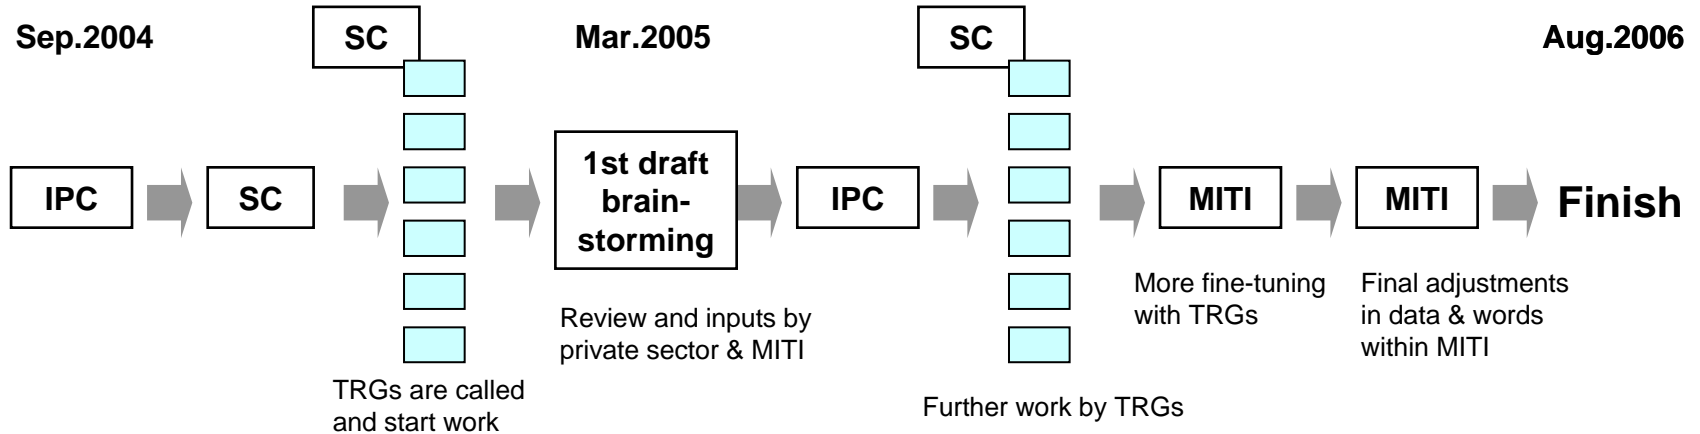 Sep.2004
SC
Mar.2005
SC
Aug.2006
IPC
SC
1st draft
brain-
storming
IPC
MITI
MITI
Finish
TRGs are called
and start work
Review and inputs by
private sector & MITI
Further work by TRGs
More fine-tuning
with TRGs
Final adjustments
in data & words
within MITI